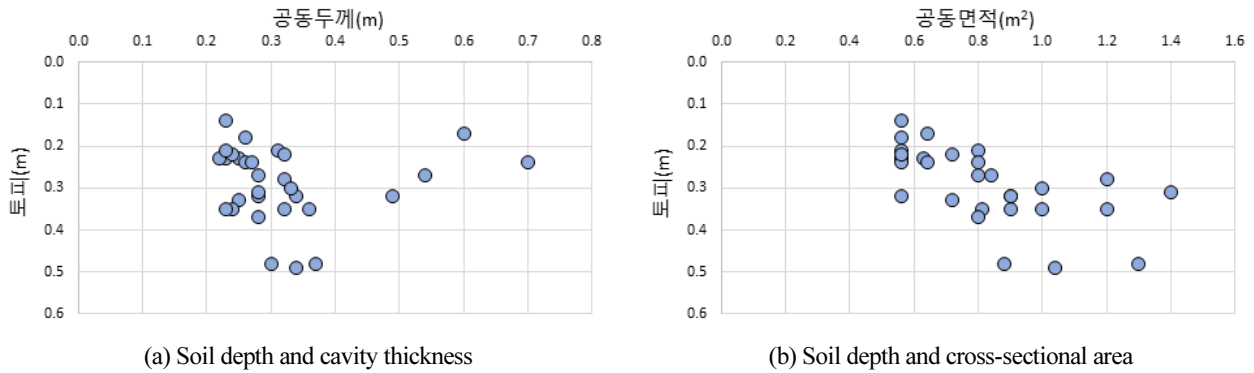 공동두께(m)
0.0 0.1 0.2 0.3 0.4 0.5 0.6 0.7 0.8
0.0
0.1
0.2
0.3
0.4
0.5
0.6
토피(m)
(a) Soil depth and cavity thickness
공동면적(m²)
0.0 0.2 0.4 0.6 0.8 1.0 1.2 1.4 1.6
0.0
0.1
0.2
0.3
0.4
0.5
0.6
토피(m)
(b) Soil depth and cross-sectional area